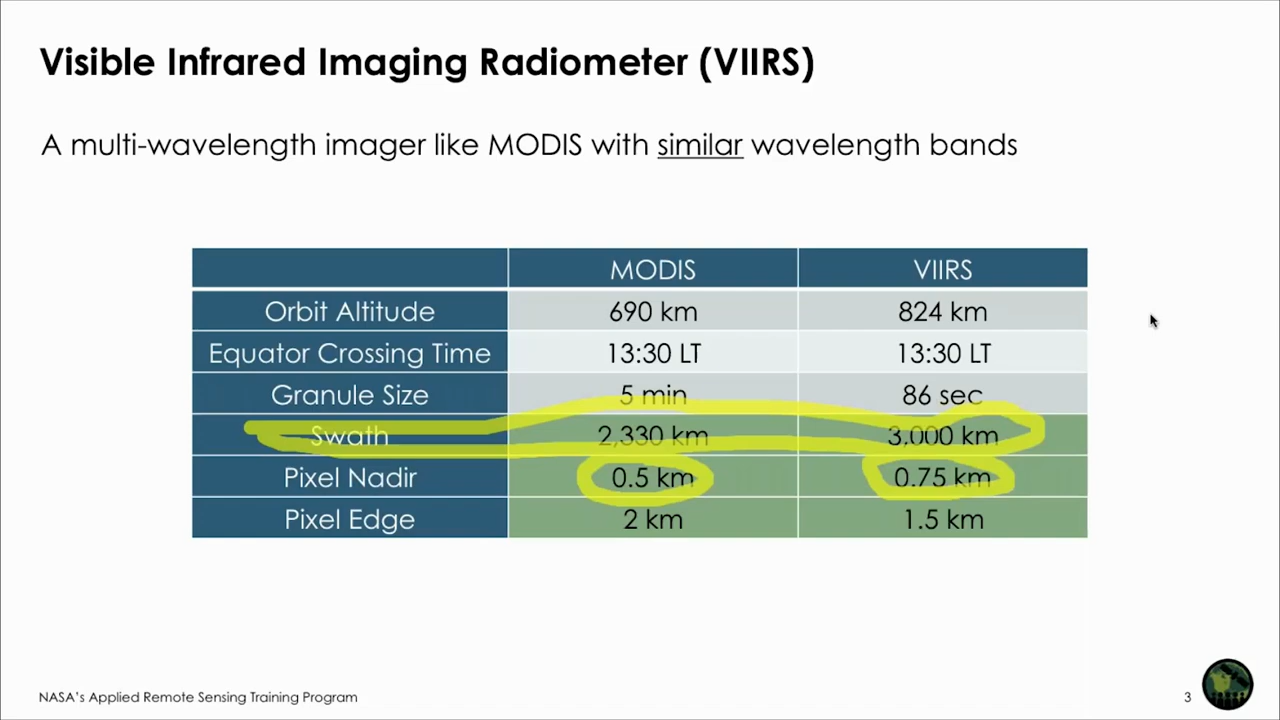 Visible Infrared Imaging Radiometer (VIIRS)
A multi-wavelength imager like MODIS with similar wavelength bands
MODIS VIIRS
Orbit Altitude 690 km 824 km
Equator Crossing Time 13:30 LT 13:30 LT
Granule Size 5 min 86 sec
Swath 2,330 km 3,000 km
Pixel Nadir 0.5 km 0.75 km
Pixel Edge 2 km 1.5 km
NASA's Applied Remote Sensing Training Program 3